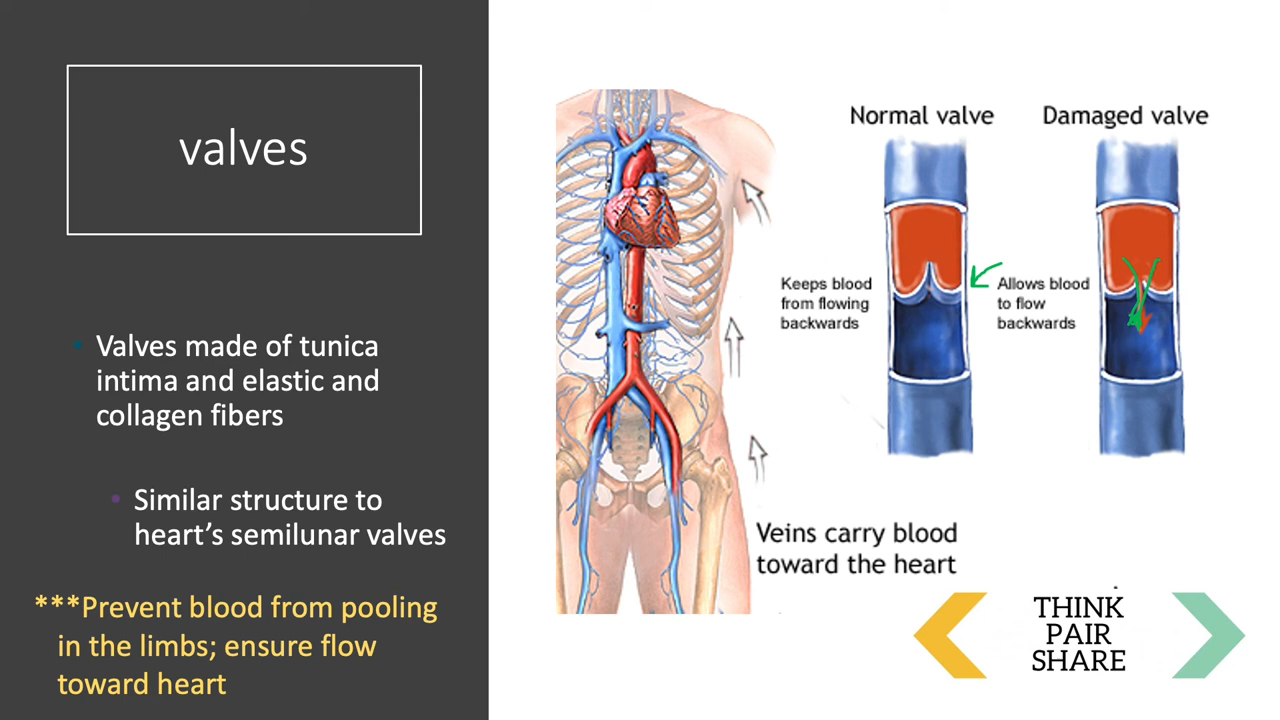 valves
Valves made of tunica
intima and elastic and
collagen fibers
Similar structure to
heart’s semilunar valves
***Prevent blood from pooling
in the limbs; ensure flow
toward heart
Normal valve
Damaged valve
Keeps blood
from flowing
backwards
Allows blood
to flow
backwards
Veins carry blood
toward the heart
THINK
PAIR
SHARE